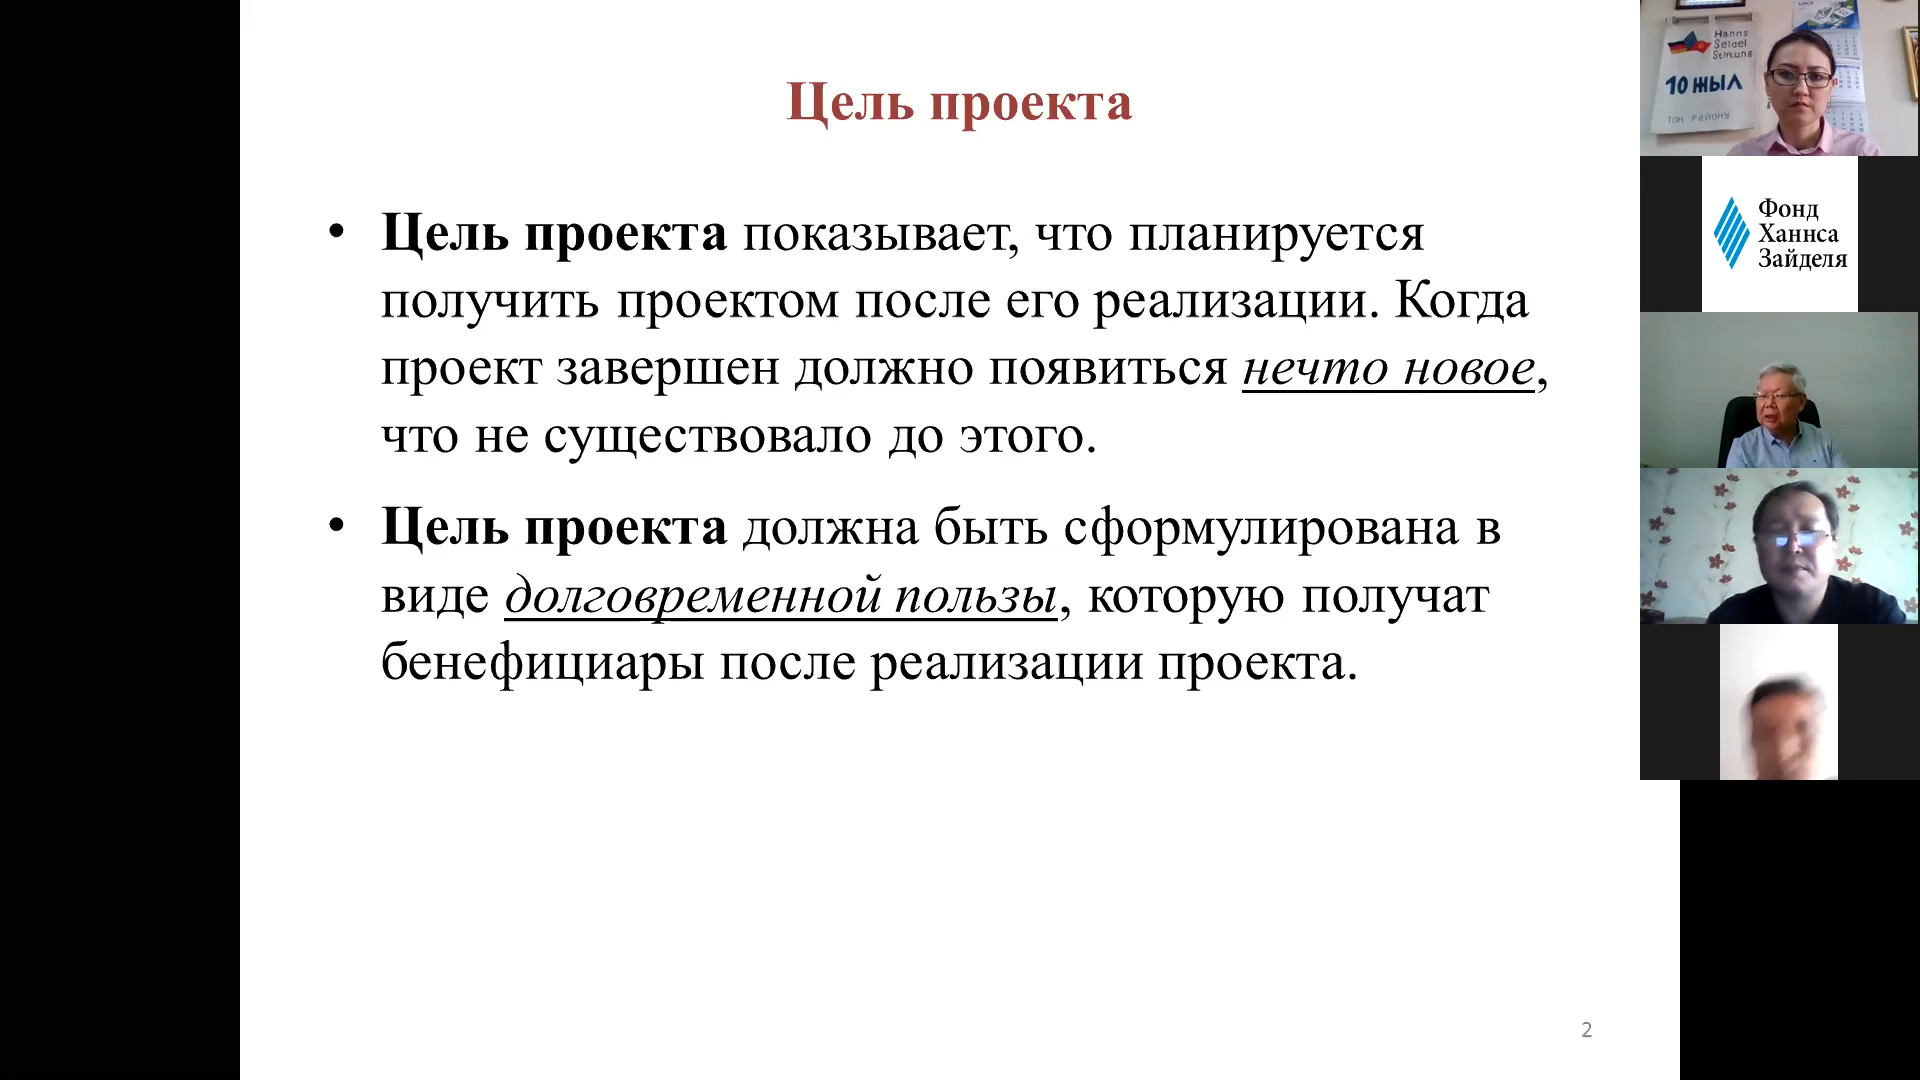 Цель проекта
• Цель проекта показывает, что планируется
получить проектом после его реализации. Когда
проект завершен должно появиться нечто новое,
что не существовало до этого.
• Цель проекта должна быть сформулирована в
виде долговременной пользы, которую получат
бенефициары после реализации проекта.
2
Hanns
Seidel
Stiftung
10 ЖЫЛ
ТОН РАЙОНУ
Фонд
Ханнса
Зайделя